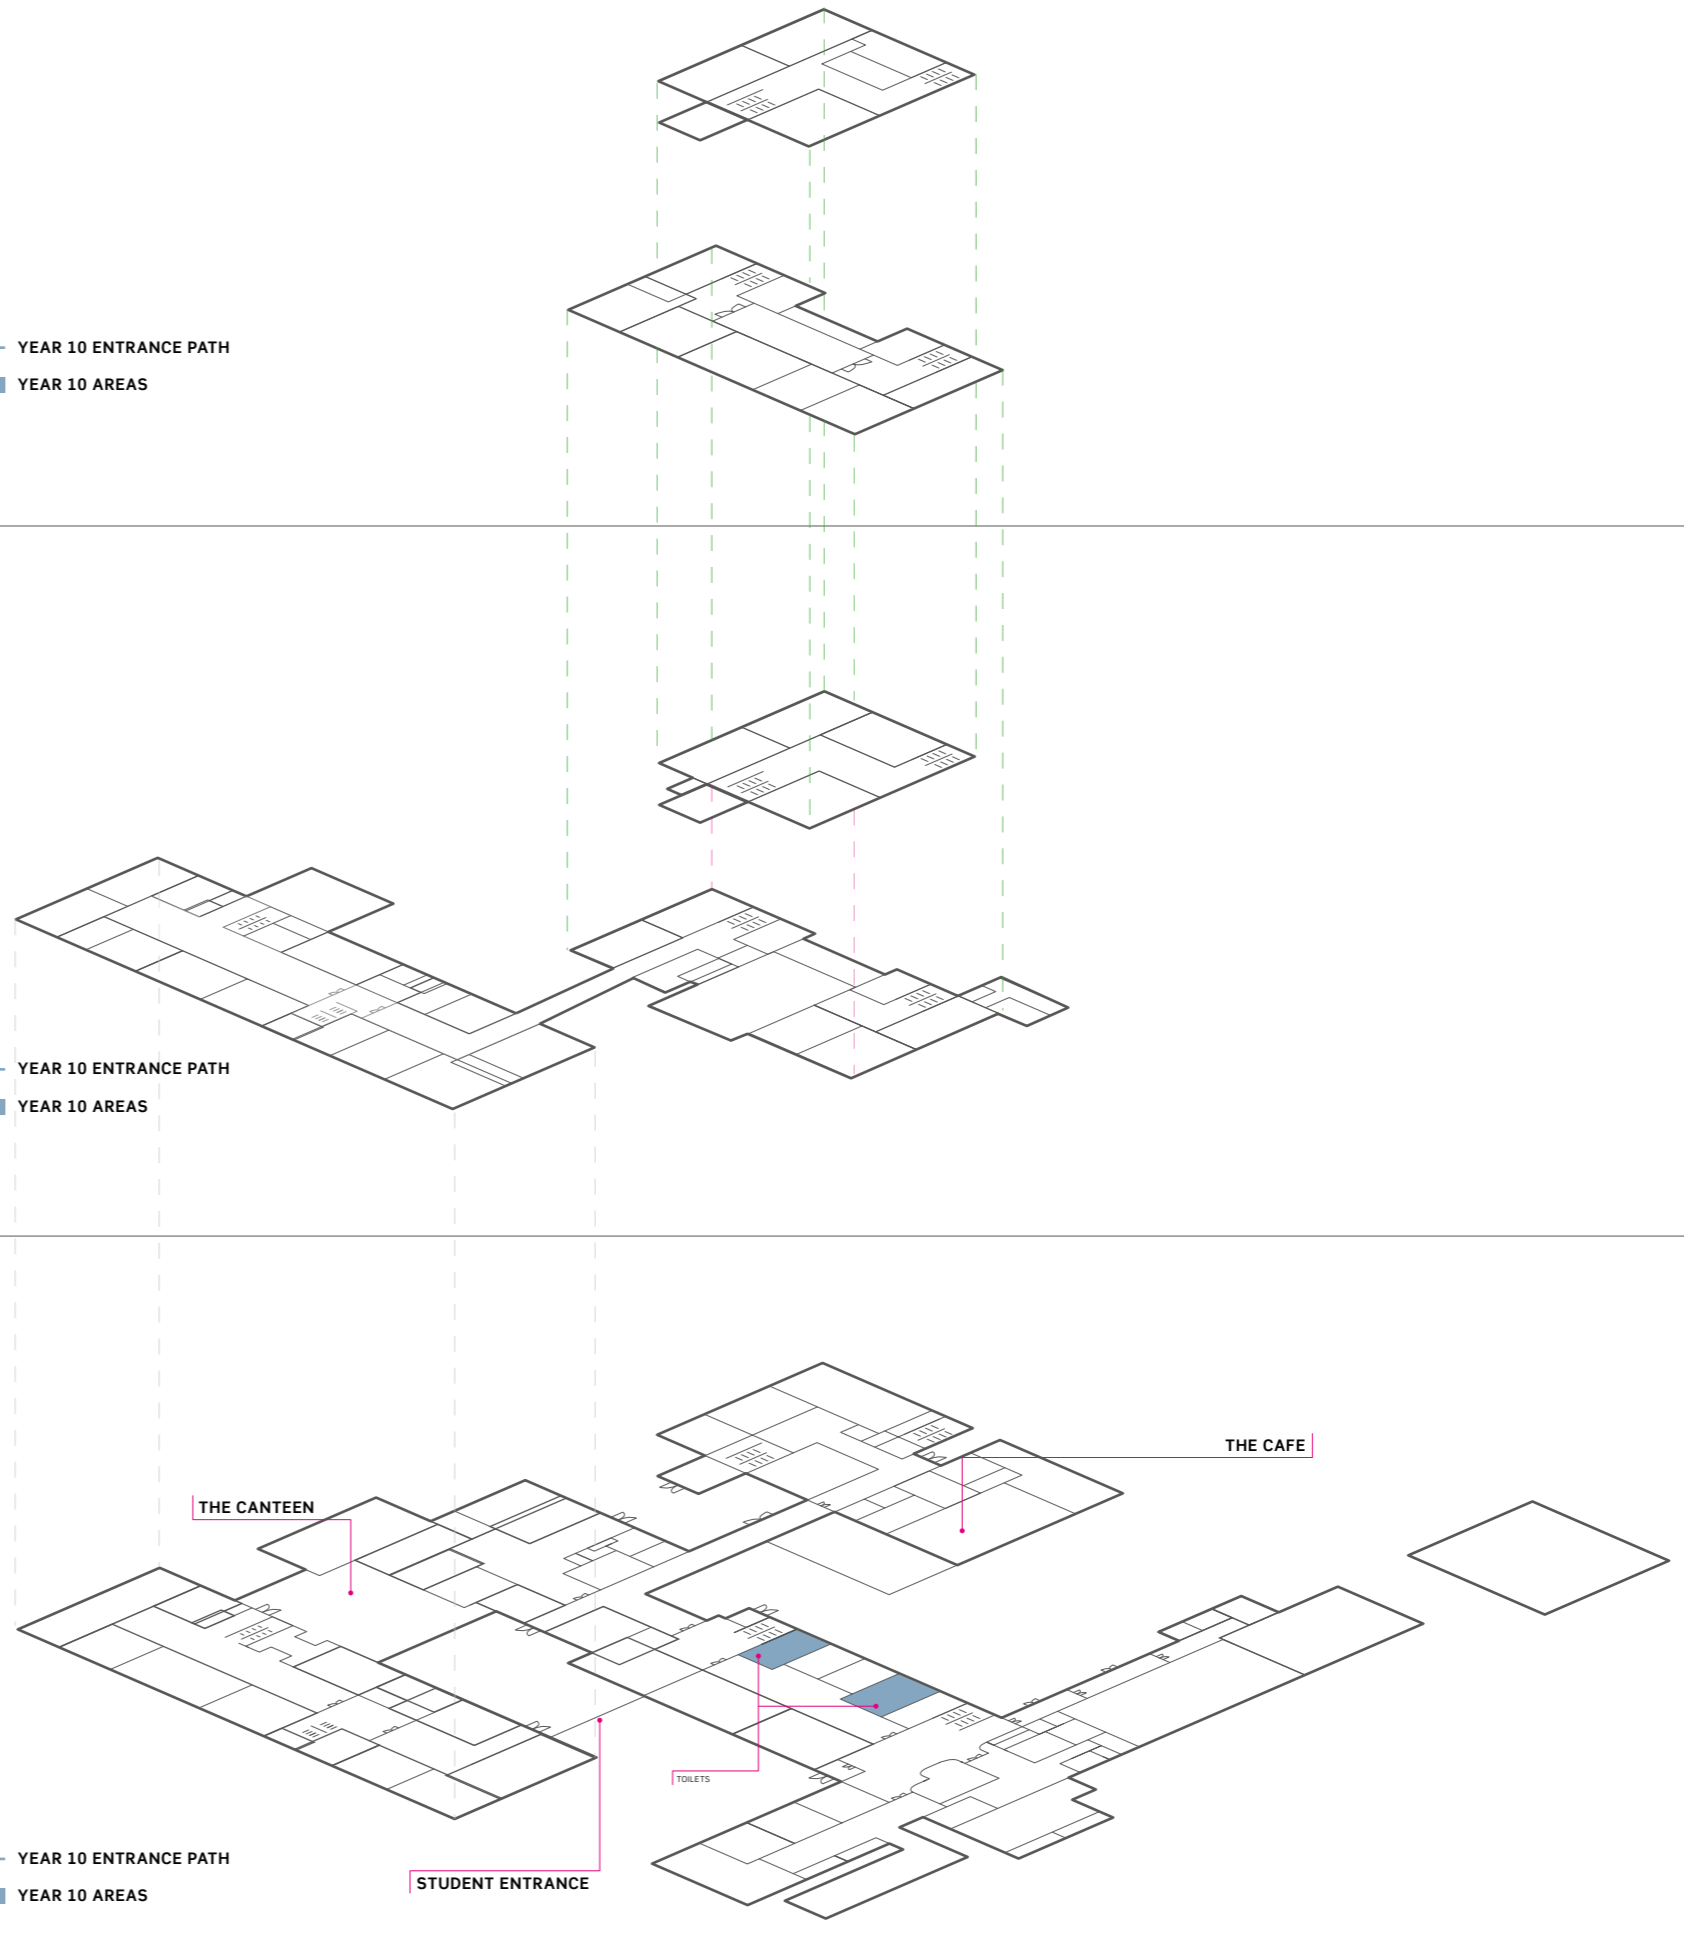 YEAR 10 ENTRANCE PATH
YEAR 10 AREAS
YEAR 10 ENTRANCE PATH
YEAR 10 AREAS
THE CAFE
THE CANTEEN
TOILETS
STUDENT ENTRANCE
YEAR 10 ENTRANCE PATH
YEAR 10 AREAS